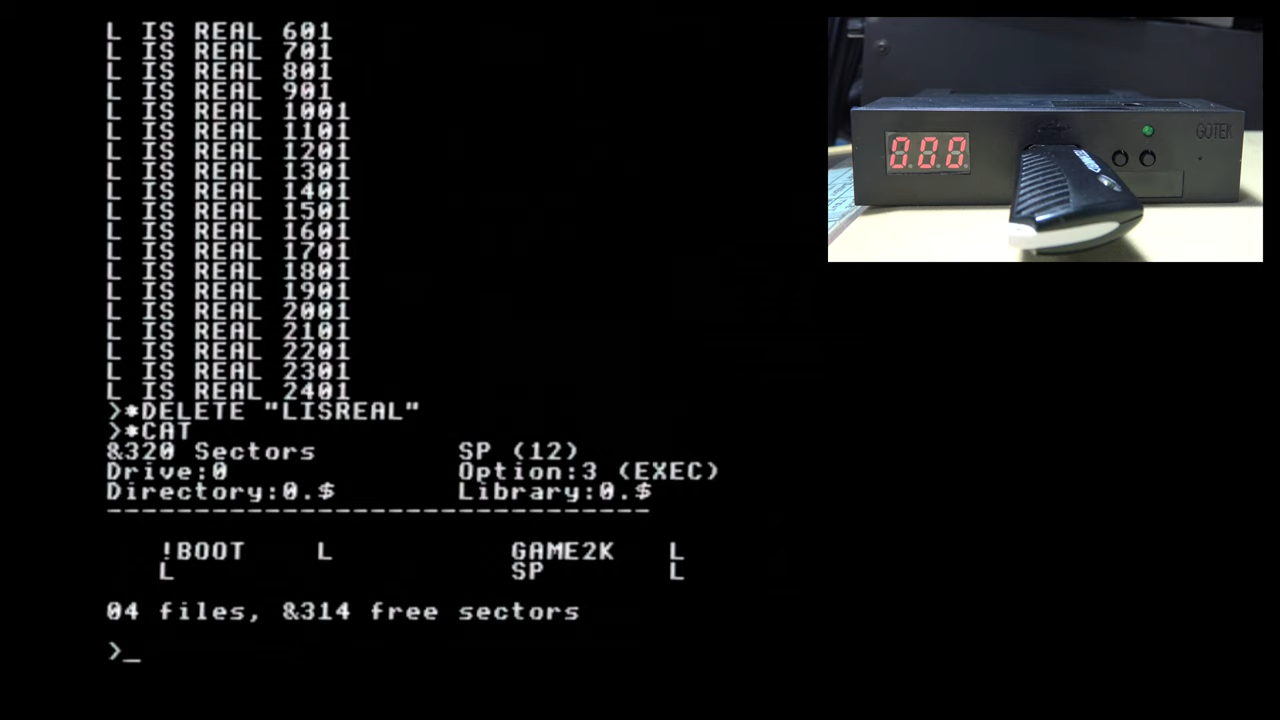 L IS REAL 601
L IS REAL 701
L IS REAL 801
L IS REAL 901
L IS REAL 1001
L IS REAL 1101
L IS REAL 1201
L IS REAL 1301
L IS REAL 1401
L IS REAL 1501
L IS REAL 1601
L IS REAL 1701
L IS REAL 1801
L IS REAL 1901
L IS REAL 2001
L IS REAL 2101
L IS REAL 2201
L IS REAL 2301
L IS REAL 2401
>*DELETE "LISREAL"
>*CAT
&320 Sectors SP (12)
Drive:0 Option:3 (EXEC)
Directory:0.$ Library:0.$
-------------------------------
!BOOT L GAME2K L
L SP L
04 files, &314 free sectors
>_
000
GOTEK